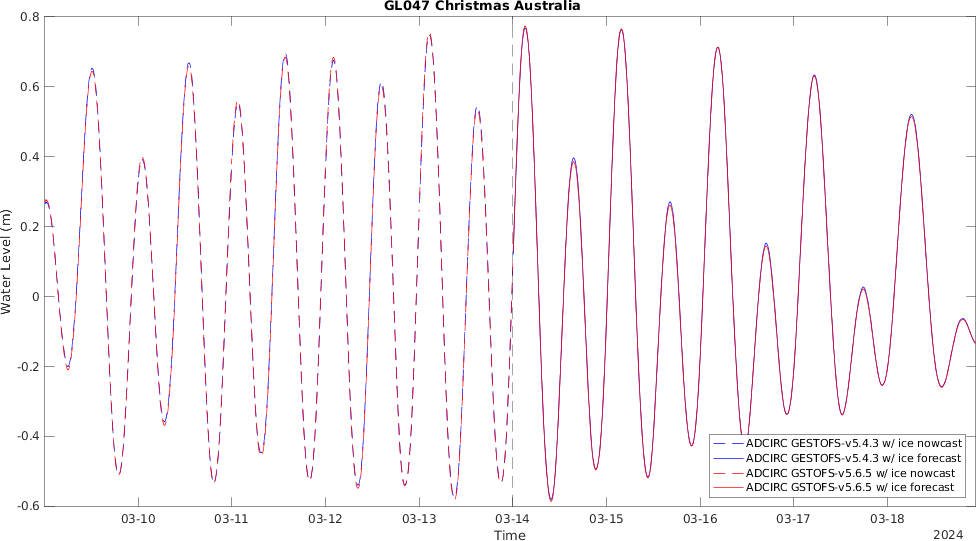 GL047 Christmas Australia
0.8
0.6
0.4
0.2
0
-0.2
-0.4
-0.6
Water Level (m)
ADCIRC GESTOFS-v5.4.3 w/ ice nowcast
ADCIRC GESTOFS-v5.4.3 w/ ice forecast
ADCIRC GSTOFS-v5.6.5 w/ ice nowcast
ADCIRC GSTOFS-v5.6.5 w/ ice forecast
03-10 03-11 03-12 03-13 03-14 03-15 03-16 03-17 03-18
Time
2024